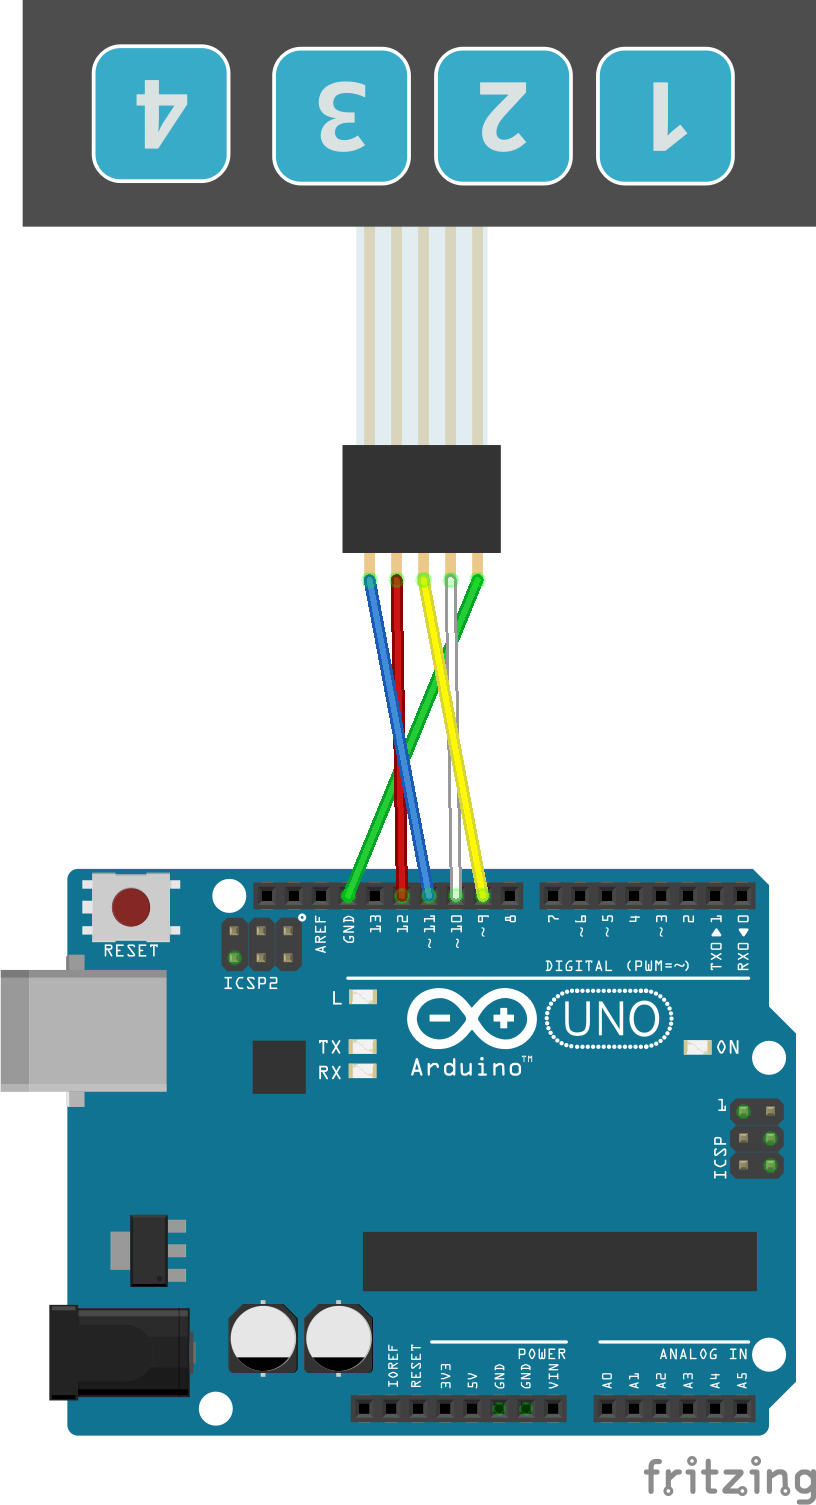 4 3 2 1
RESET
AREF
GND
13
12
~11
~10
~9
8
7
~6
~5
4
~3
2
TX0▶1
RX0◀0
ICSP2
DIGITAL (PWM=~)
L
TX
RX
UNO
Arduino™
ON
1
ICSP
POWER
ANALOG IN
IOREF
RESET
3V3
5V
GND
GND
VIN
A0
A1
A2
A3
A4
A5
fritzing